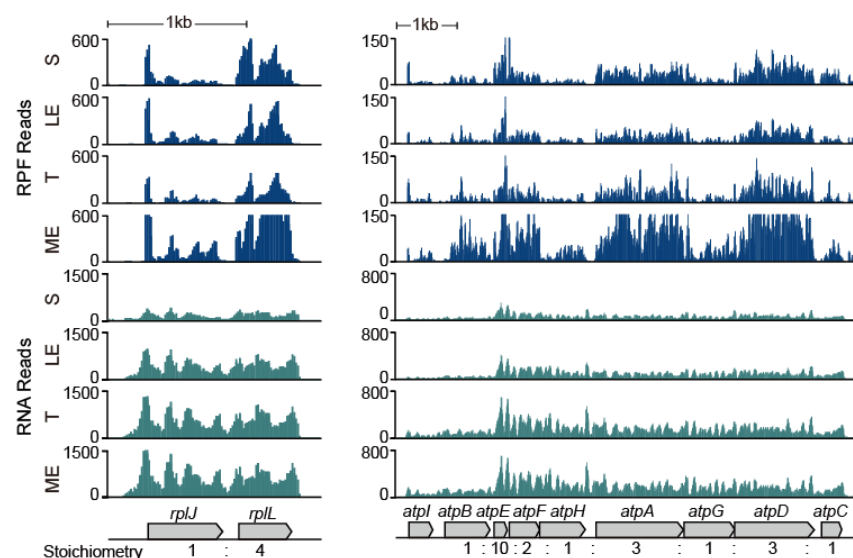 1kb 1kb
RPF Reads
S 600 0 150 0
LE 600 0 150 0
T 600 0 150 0
ME 600 0 150 0
RNA Reads
S 1500 0 800 0
LE 1500 0 800 0
T 1500 0 800 0
ME 1500 0 800 0
rplJ rplL atpI atpB atpE atpF atpH atpA atpG atpD atpC
Stoichiometry 1 : 4 1 : 10 : 2 : 1 : 3 : 1 : 3 : 1